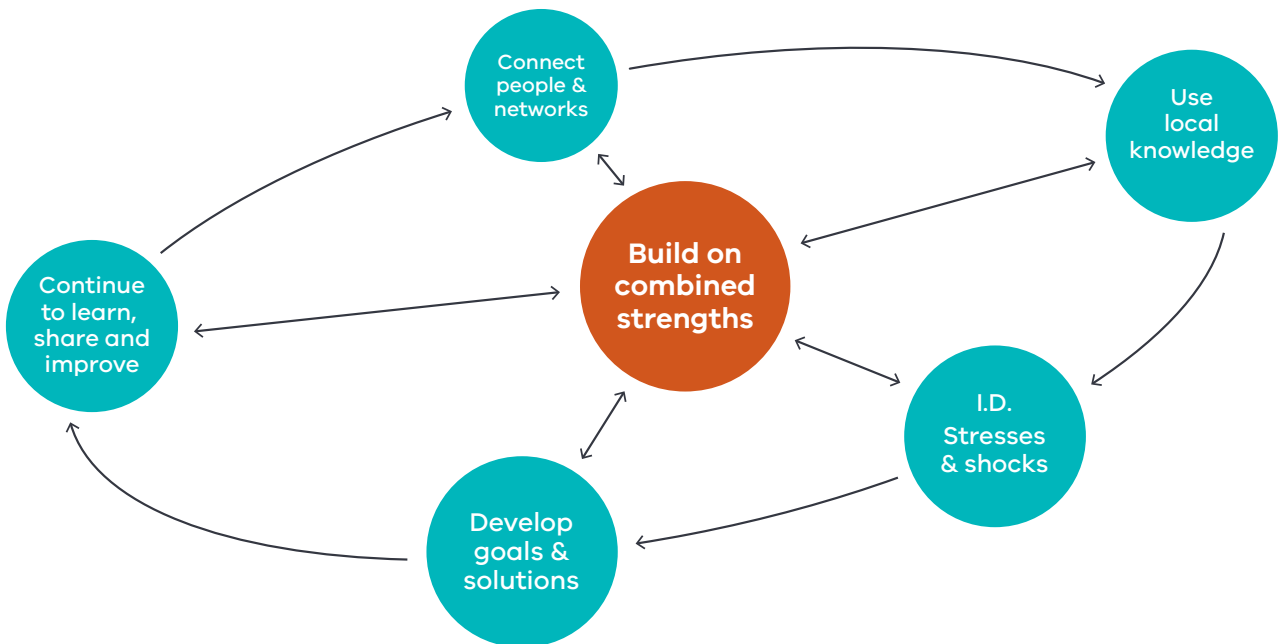 Connect
people &
networks
Use
local
knowledge
Build on
combined
strengths
Continue
to learn,
share and
improve
I.D.
Stresses
& shocks
Develop
goals &
solutions